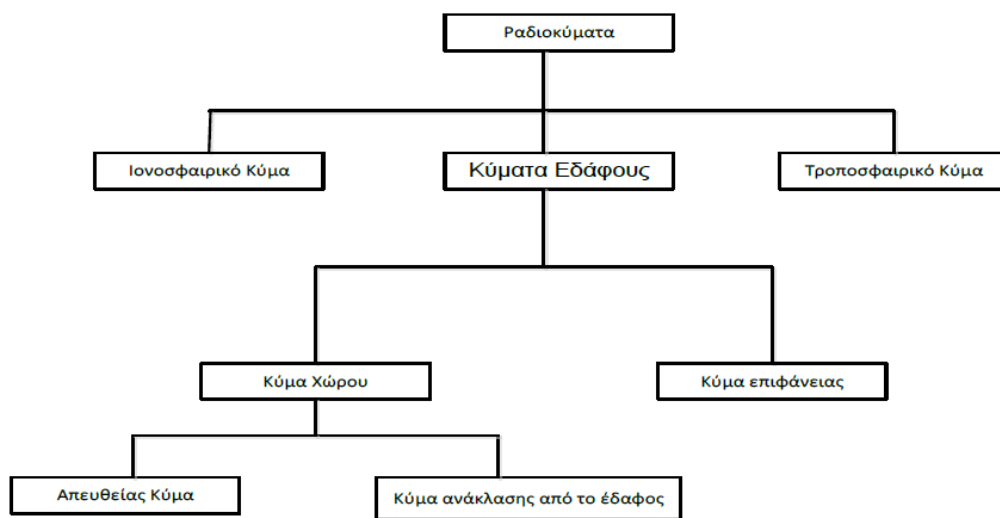 Ραδιοκύματα
Ιονοσφαιρικό Κύμα
Κύματα Εδάφους
Τροποσφαιρικό Κύμα
Κύμα Χώρου
Κύμα επιφάνειας
Απευθείας Κύμα
Κύμα ανάκλασης από το έδαφος